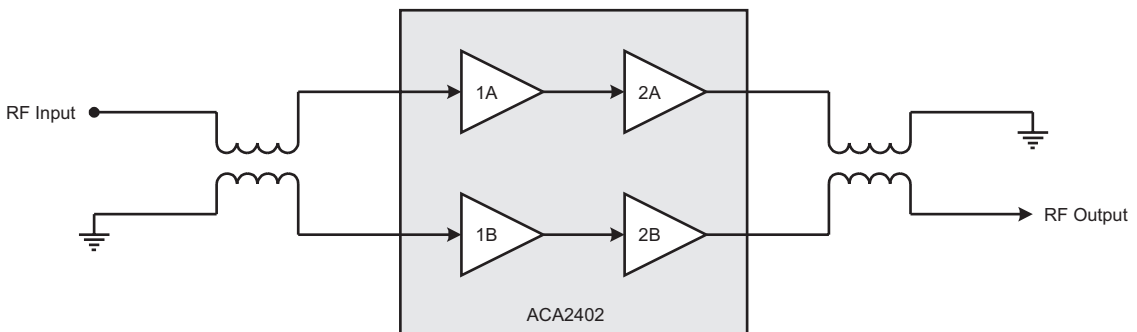 1A
2A
RF Input
1B
2B
RF Output
ACA2402